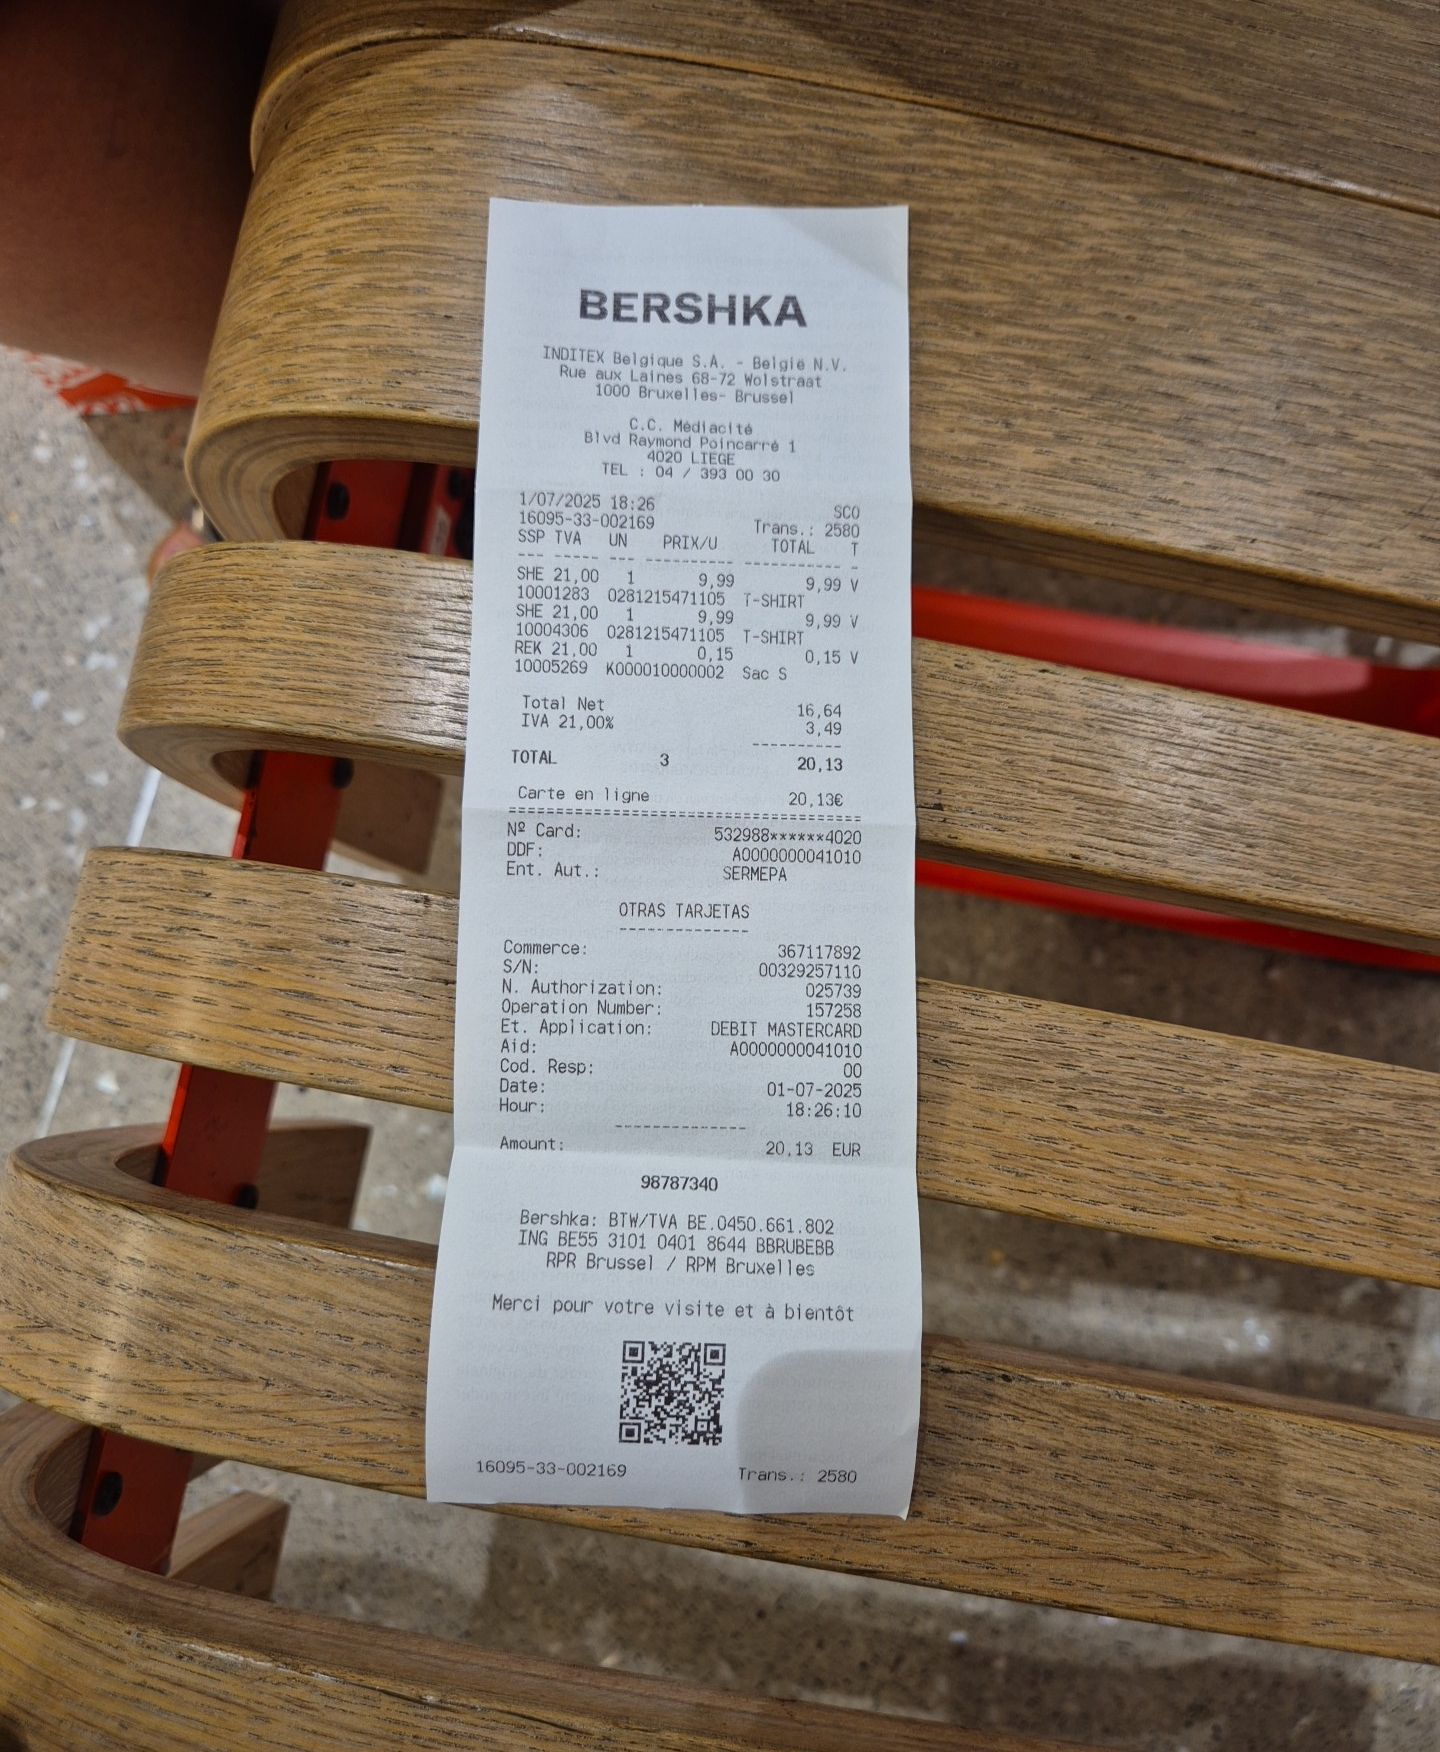 BERSHKA
INDITEX Belgique S.A. - België N.V.
Rue aux Laines 68-72 Wolstraat
1000 Bruxelles- Brussel
C.C. Médiacité
Blvd Raymond Poincarré 1
4020 LIEGE
TEL : 04 / 393 00 30
1/07/2025 18:26 SCO
16095-33-002169 Trans.: 2580
SSP TVA UN PRIX/U TOTAL T
--- ----- --- ---------- ----------- -
SHE 21,00 1 9,99 9,99 V
10001283 0281215471105 T-SHIRT
SHE 21,00 1 9,99 9,99 V
10004306 0281215471105 T-SHIRT
REK 21,00 1 0,15 0,15 V
10005269 K000010000002 Sac S
Total Net 16,64
IVA 21,00% 3,49
----------
TOTAL 3 20,13
Carte en ligne 20,13€
========================================
Nº Card: 532988******4020
DDF: A0000000041010
Ent. Aut.: SERMEPA
OTRAS TARJETAS
--------------
Commerce: 367117892
S/N: 00329257110
N. Authorization: 025739
Operation Number: 157258
Et. Application: DEBIT MASTERCARD
Aid: A0000000041010
Cod. Resp: 00
Date: 01-07-2025
Hour: 18:26:10
--------------
Amount: 20,13 EUR
98787340
Bershka: BTW/TVA BE.0450.661.802
ING BE55 3101 0401 8644 BBRUBEBB
RPR Brussel / RPM Bruxelles
Merci pour votre visite et à bientôt
16095-33-002169 Trans.: 2580